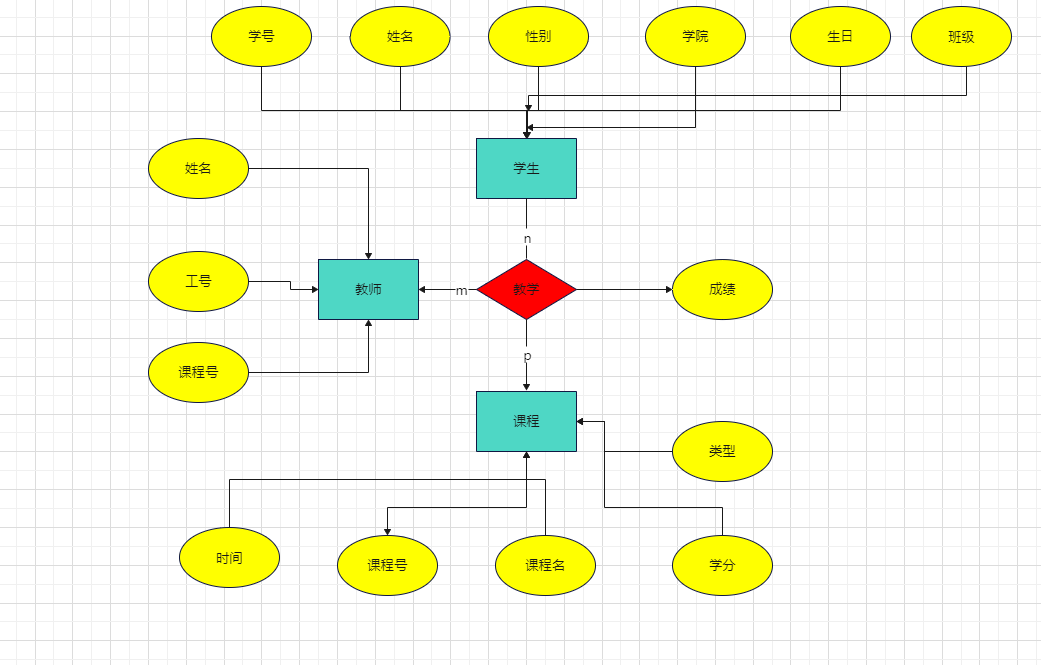 学号
姓名
性别
学院
生日
班级
姓名
学生
n
工号
教师
m
教学
成绩
课程号
p
课程
类型
时间
课程号
课程名
学分